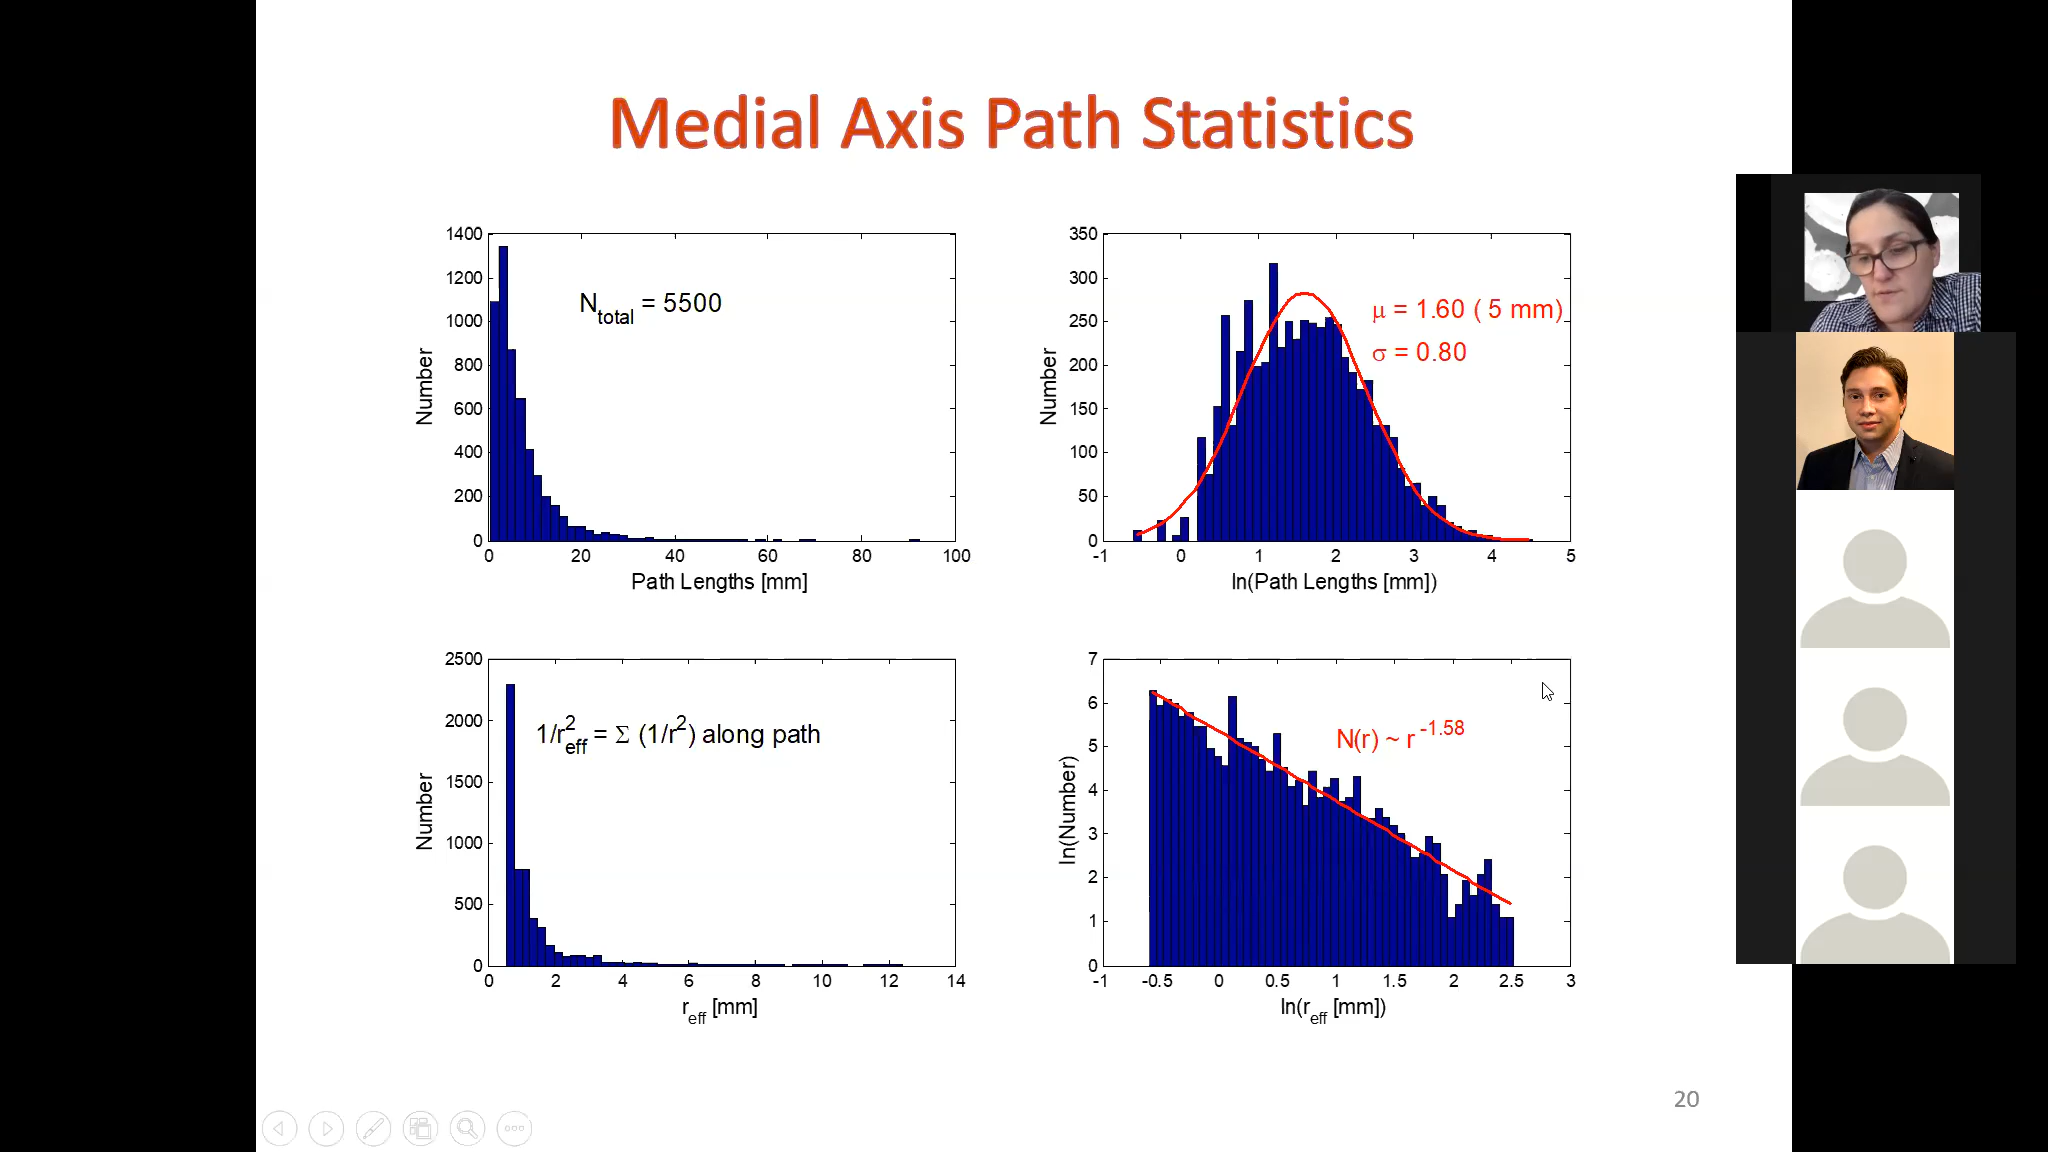 Medial Axis Path Statistics
1400
1200
1000
800
600
400
200
0
Number
N_total = 5500
0 20 40 60 80 100
Path Lengths [mm]
350
300
250
200
150
100
50
0
Number
μ = 1.60 ( 5 mm)
σ = 0.80
-1 0 1 2 3 4 5
ln(Path Lengths [mm])
2500
2000
1500
1000
500
0
Number
1/r²_eff = Σ (1/r²) along path
0 2 4 6 8 10 12 14
r_eff [mm]
7
6
5
4
3
2
1
0
ln(Number)
N(r) ~ r^-1.58
-1 -0.5 0 0.5 1 1.5 2 2.5 3
ln(r_eff [mm])
20